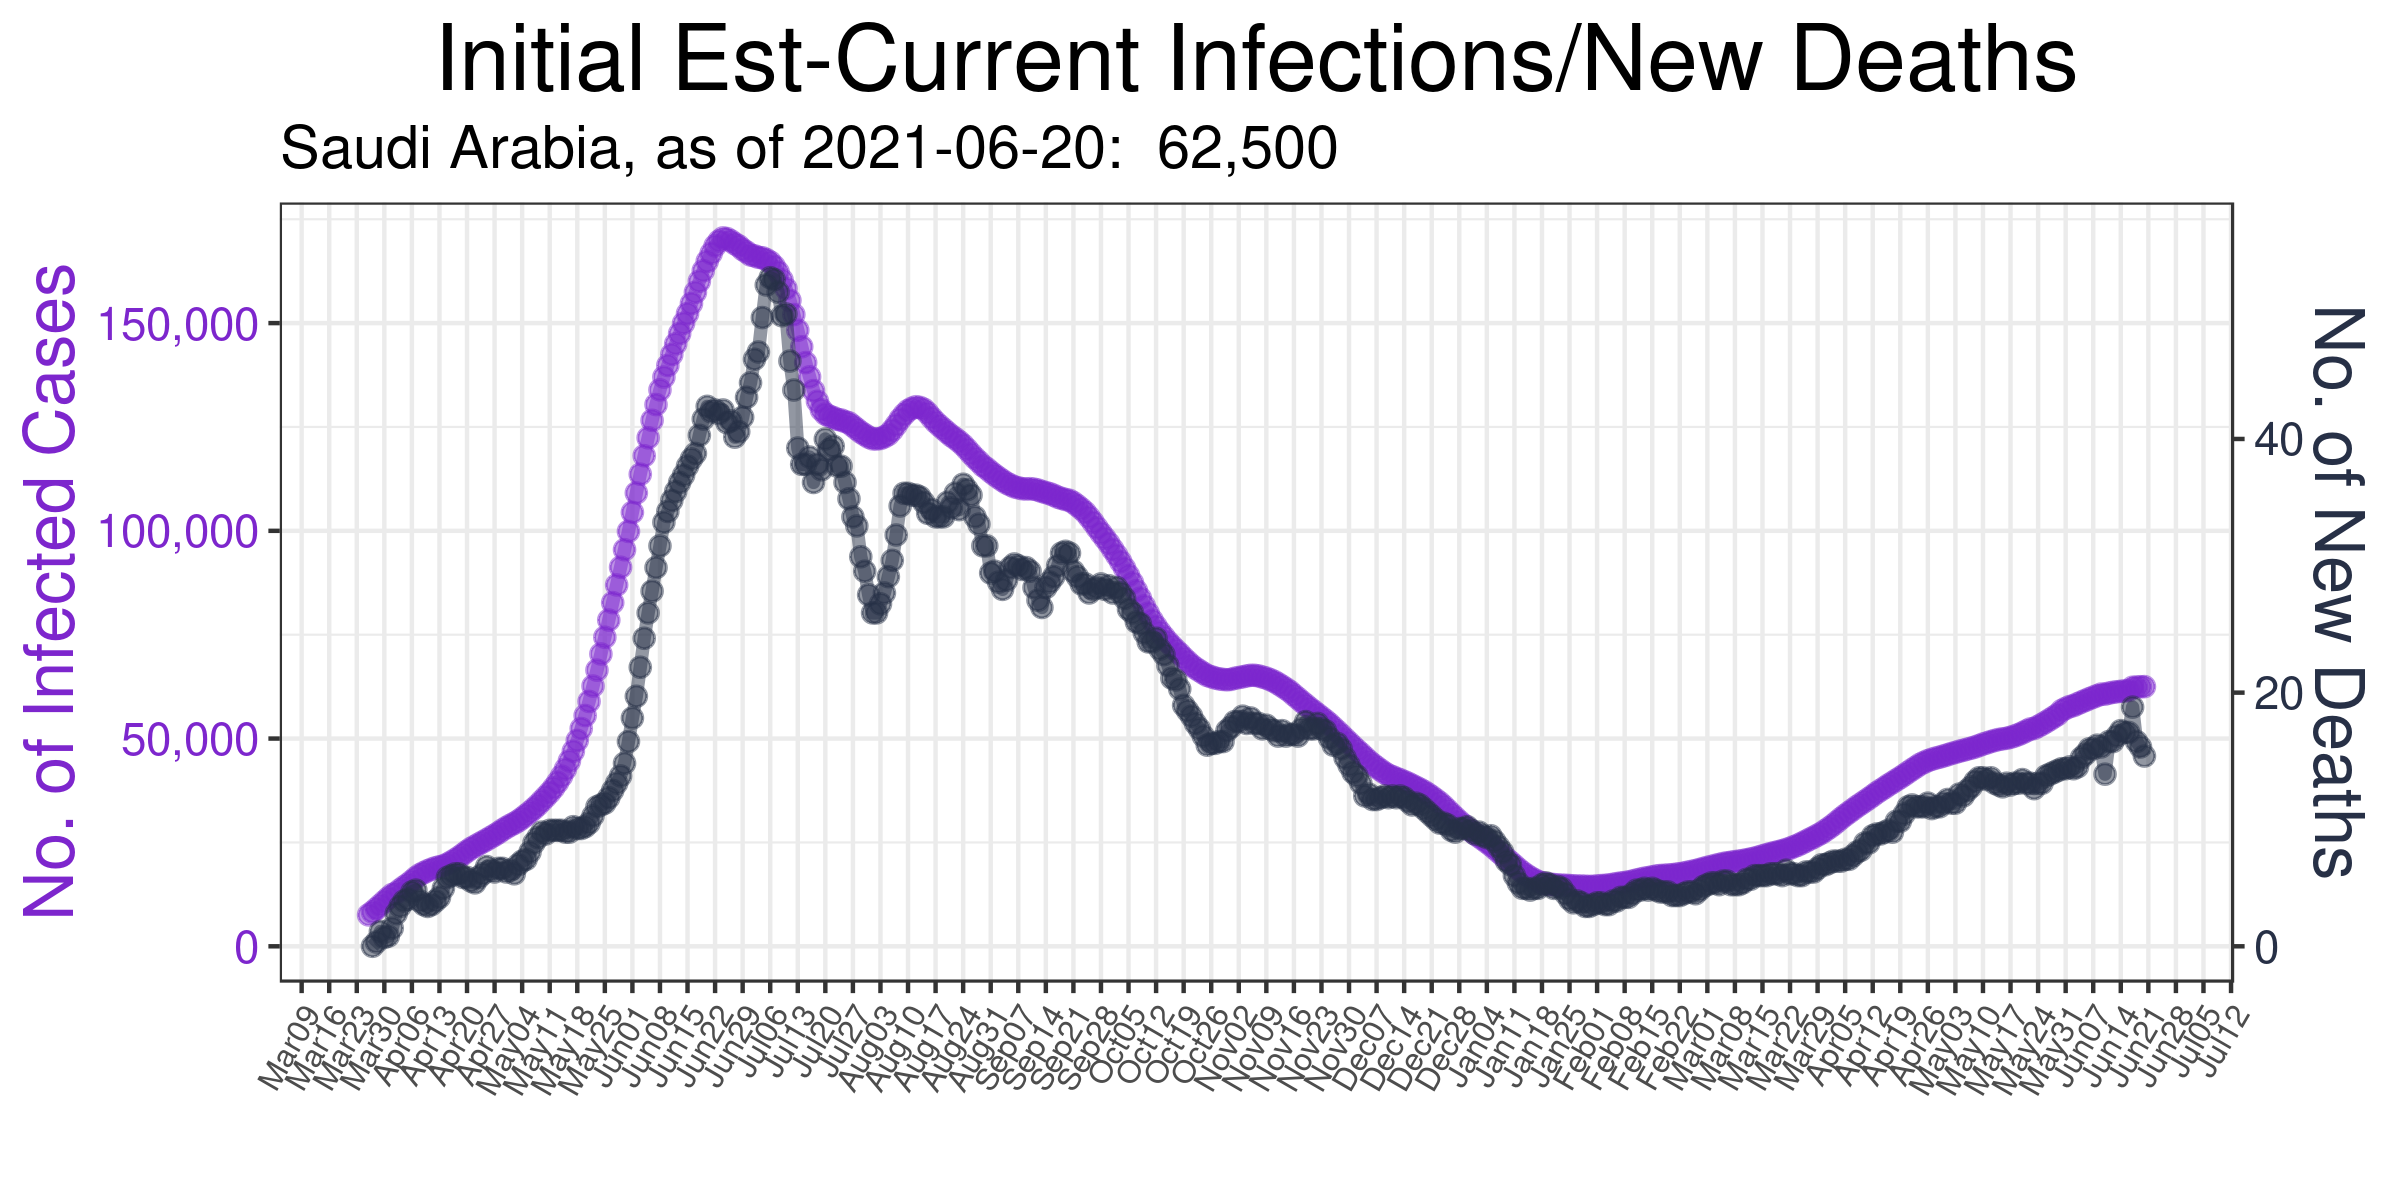 Initial Est-Current Infections/New Deaths
Saudi Arabia, as of 2021-06-20: 62,500
No. of Infected Cases
150,000
100,000
50,000
0
No. of New Deaths
40
20
0
Mar09
Mar16
Mar23
Mar30
Apr06
Apr13
Apr20
Apr27
May04
May11
May18
May25
Jun01
Jun08
Jun15
Jun22
Jun29
Jul06
Jul13
Jul20
Jul27
Aug03
Aug10
Aug17
Aug24
Aug31
Sep07
Sep14
Sep21
Sep28
Oct05
Oct12
Oct19
Oct26
Nov02
Nov09
Nov16
Nov23
Nov30
Dec07
Dec14
Dec21
Dec28
Jan04
Jan11
Jan18
Jan25
Feb01
Feb08
Feb15
Feb22
Mar01
Mar08
Mar15
Mar22
Mar29
Apr05
Apr12
Apr19
Apr26
May03
May10
May17
May24
May31
Jun07
Jun14
Jun21
Jun28
Jul05
Jul12